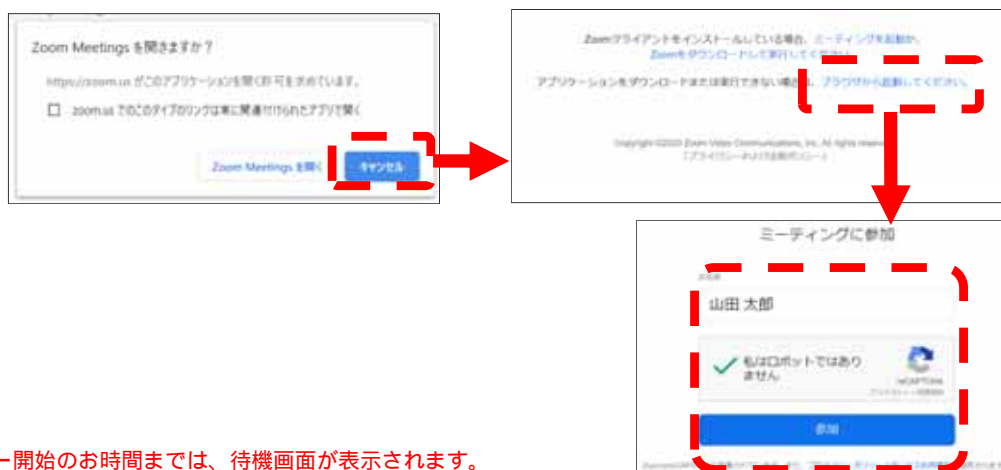 Zoom Meetings を開きますか？
https://zoom.us がこのアプリケーションを開く許可を求めています。
zoom.us でのこのタイプのリンクは常に関連付けられたアプリで開く
Zoom Meetings を開く
キャンセル
Zoomクライアントをインストールしている場合、ミーティングを起動か、
Zoomをダウンロードして実行してください。
アプリケーションをダウンロードまたは実行できない場合は、ブラウザから起動してください。
Copyright ©2020 Zoom Video Communications, Inc. All rights
ミーティングに参加
山田 太郎
私はロボットではあり
ません
reCAPTCHA
参加
ー開始のお時間までは、待機画面が表示されます。